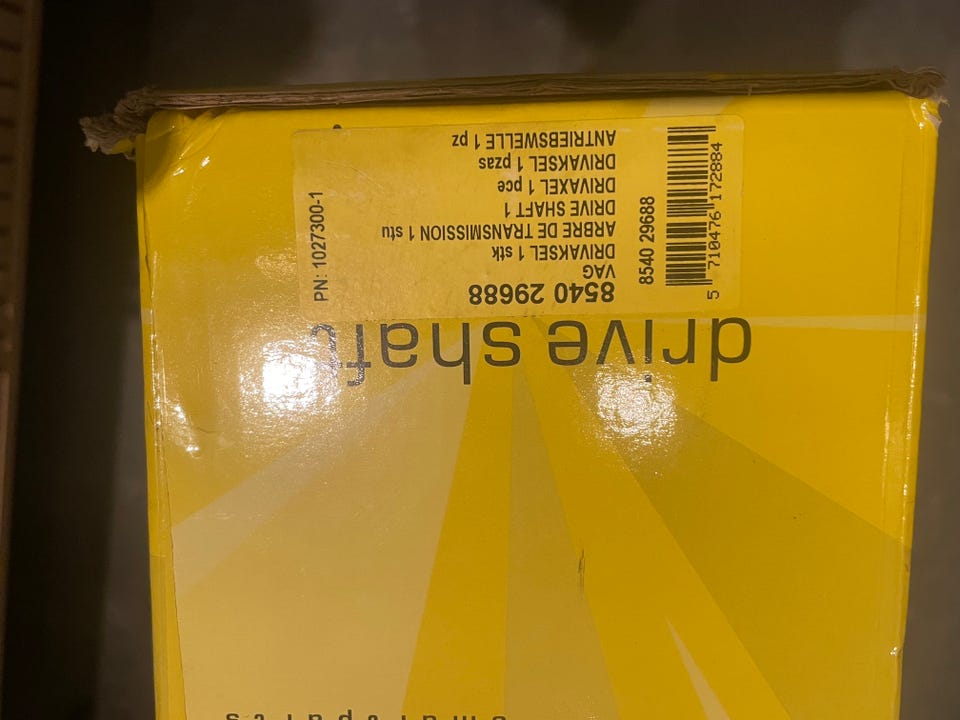 8540 29688
VAG
DRIVAKSEL 1 stk
ARBRE DE TRANSMISSION 1 stu
DRIVE SHAFT 1
DRIVAXEL 1 pce
DRIVAKSEL 1 pzas
ANTRIEBSWELLE 1 pz
PN: 1027300-1
8540 29688
5 710476 172884
drive shaft